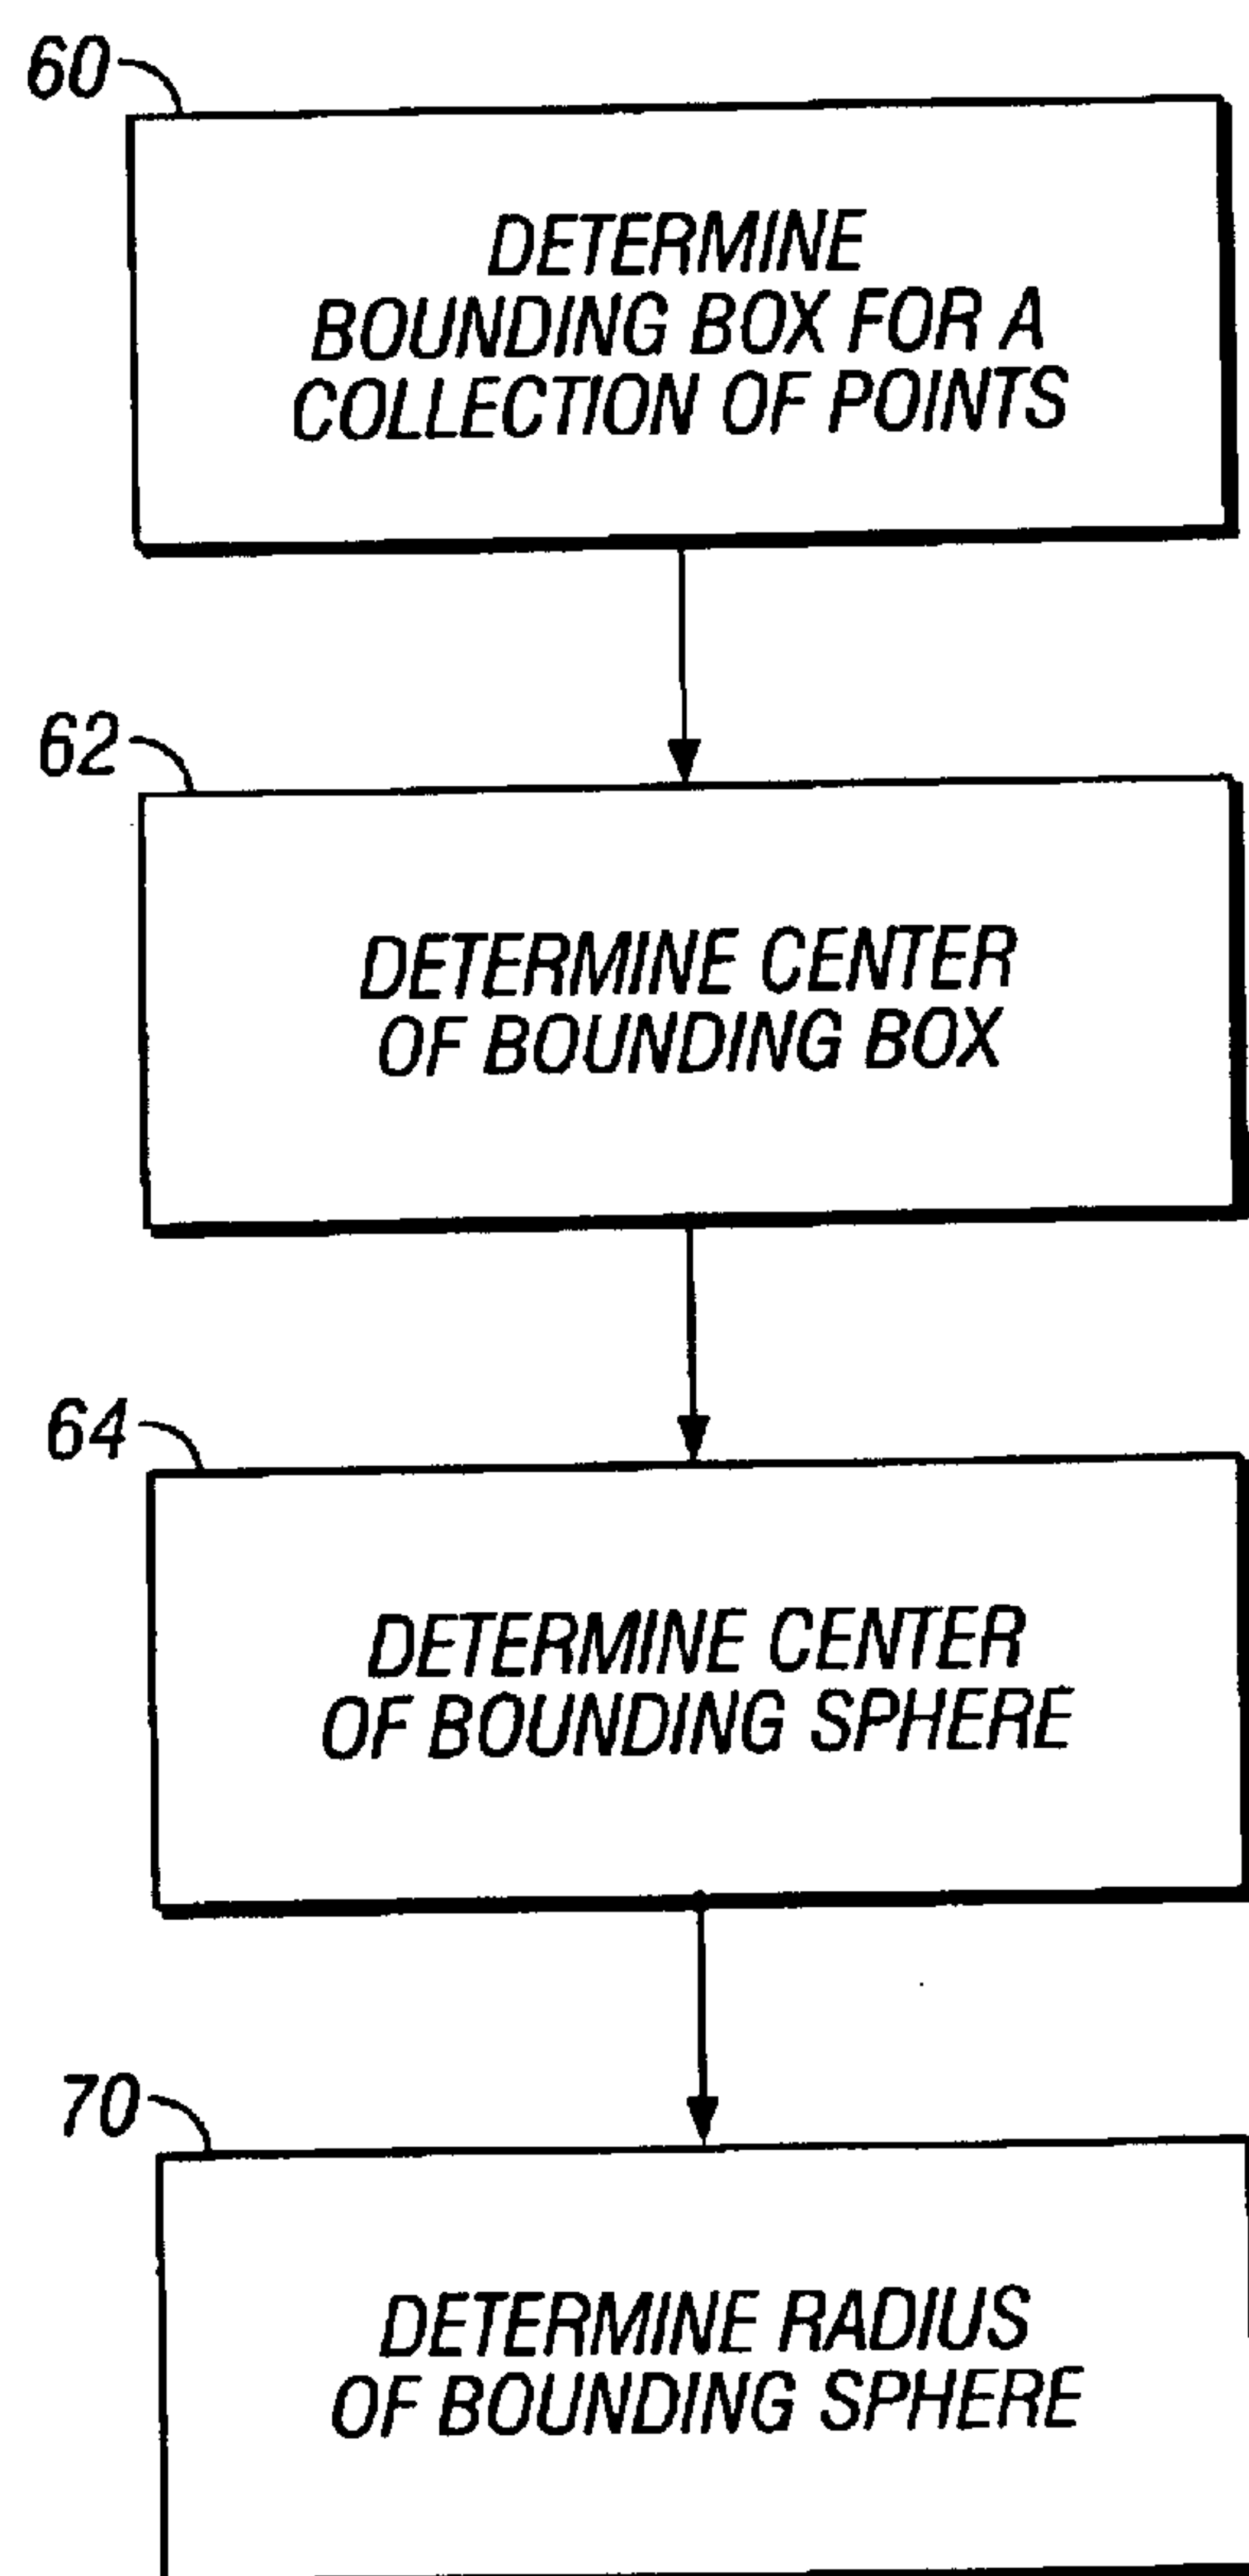 60
DETERMINE
BOUNDING BOX FOR A
COLLECTION OF POINTS
62
DETERMINE CENTER
OF BOUNDING BOX
64
DETERMINE CENTER
OF BOUNDING SPHERE
70
DETERMINE RADIUS
OF BOUNDING SPHERE